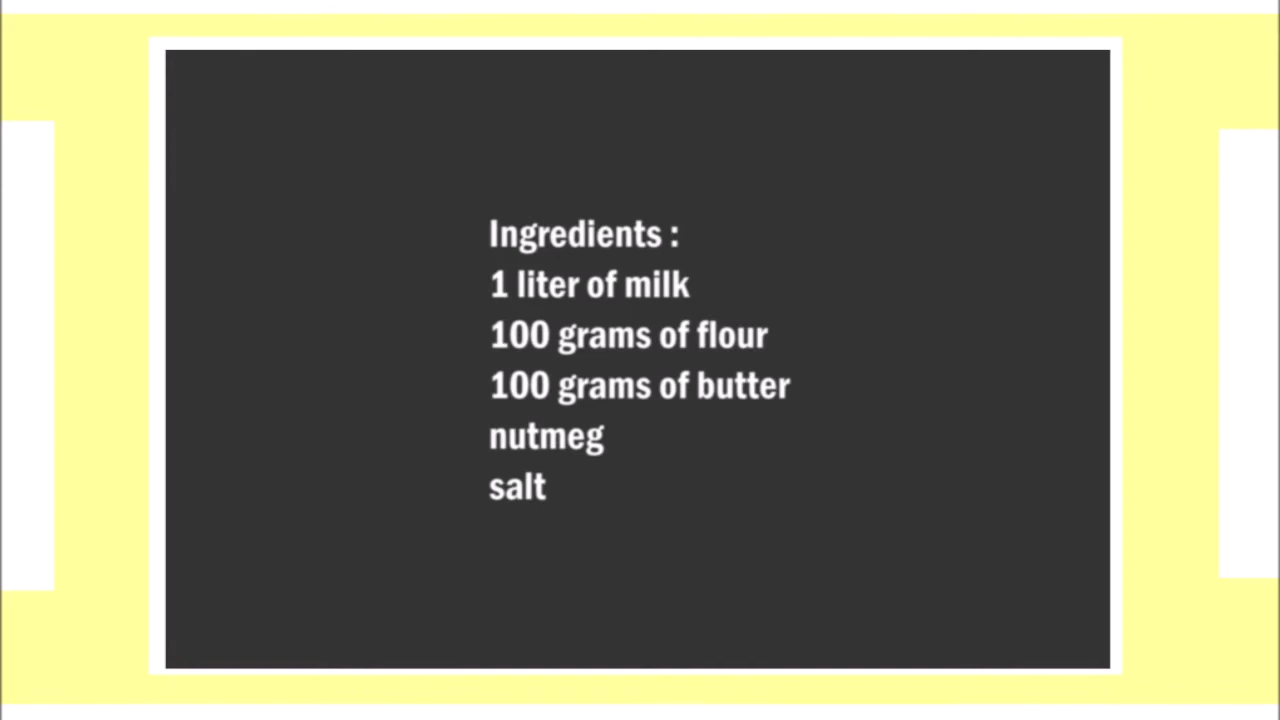 Ingredients :
1 liter of milk
100 grams of flour
100 grams of butter
nutmeg
salt